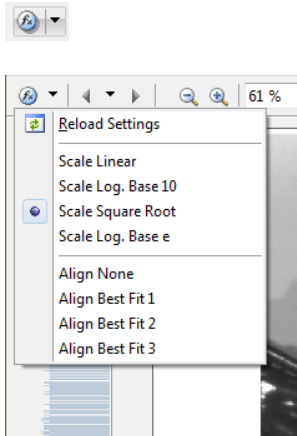 61 %
Reload Settings
Scale Linear
Scale Log. Base 10
Scale Square Root
Scale Log. Base e
Align None
Align Best Fit 1
Align Best Fit 2
Align Best Fit 3